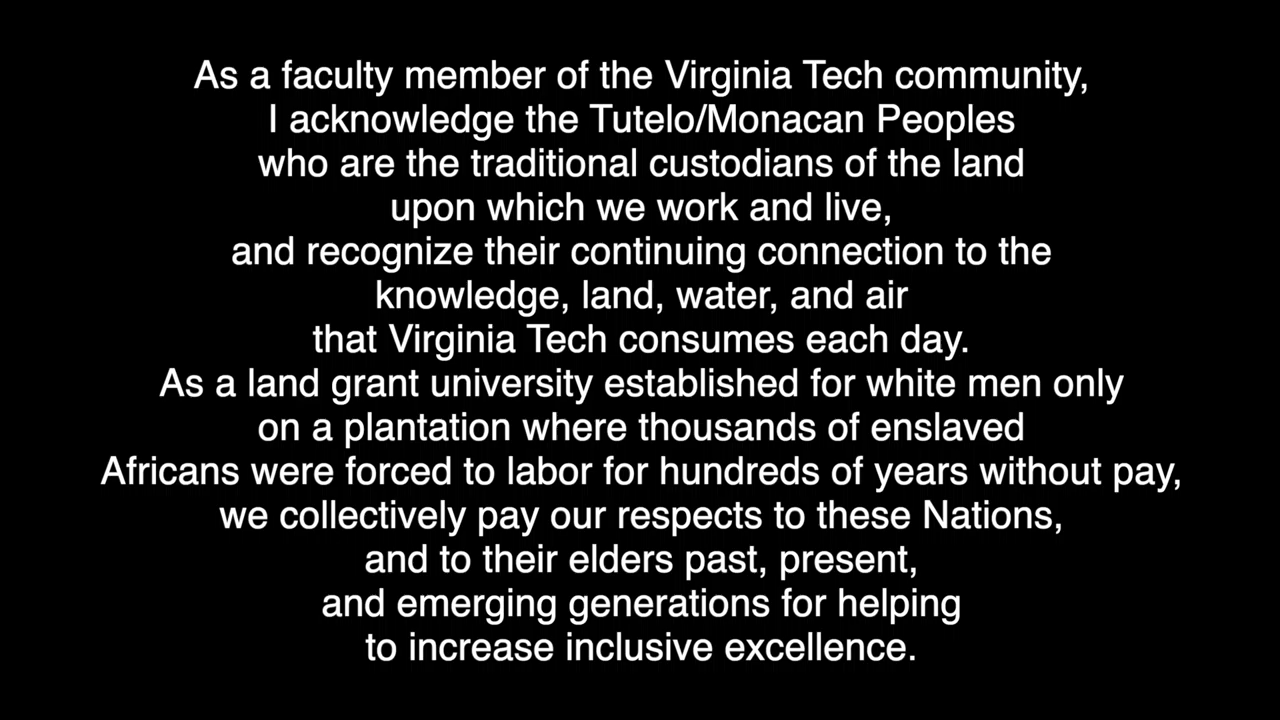 As a faculty member of the Virginia Tech community,
I acknowledge the Tutelo/Monacan Peoples
who are the traditional custodians of the land
upon which we work and live,
and recognize their continuing connection to the
knowledge, land, water, and air
that Virginia Tech consumes each day.
As a land grant university established for white men only
on a plantation where thousands of enslaved
Africans were forced to labor for hundreds of years without pay,
we collectively pay our respects to these Nations,
and to their elders past, present,
and emerging generations for helping
to increase inclusive excellence.